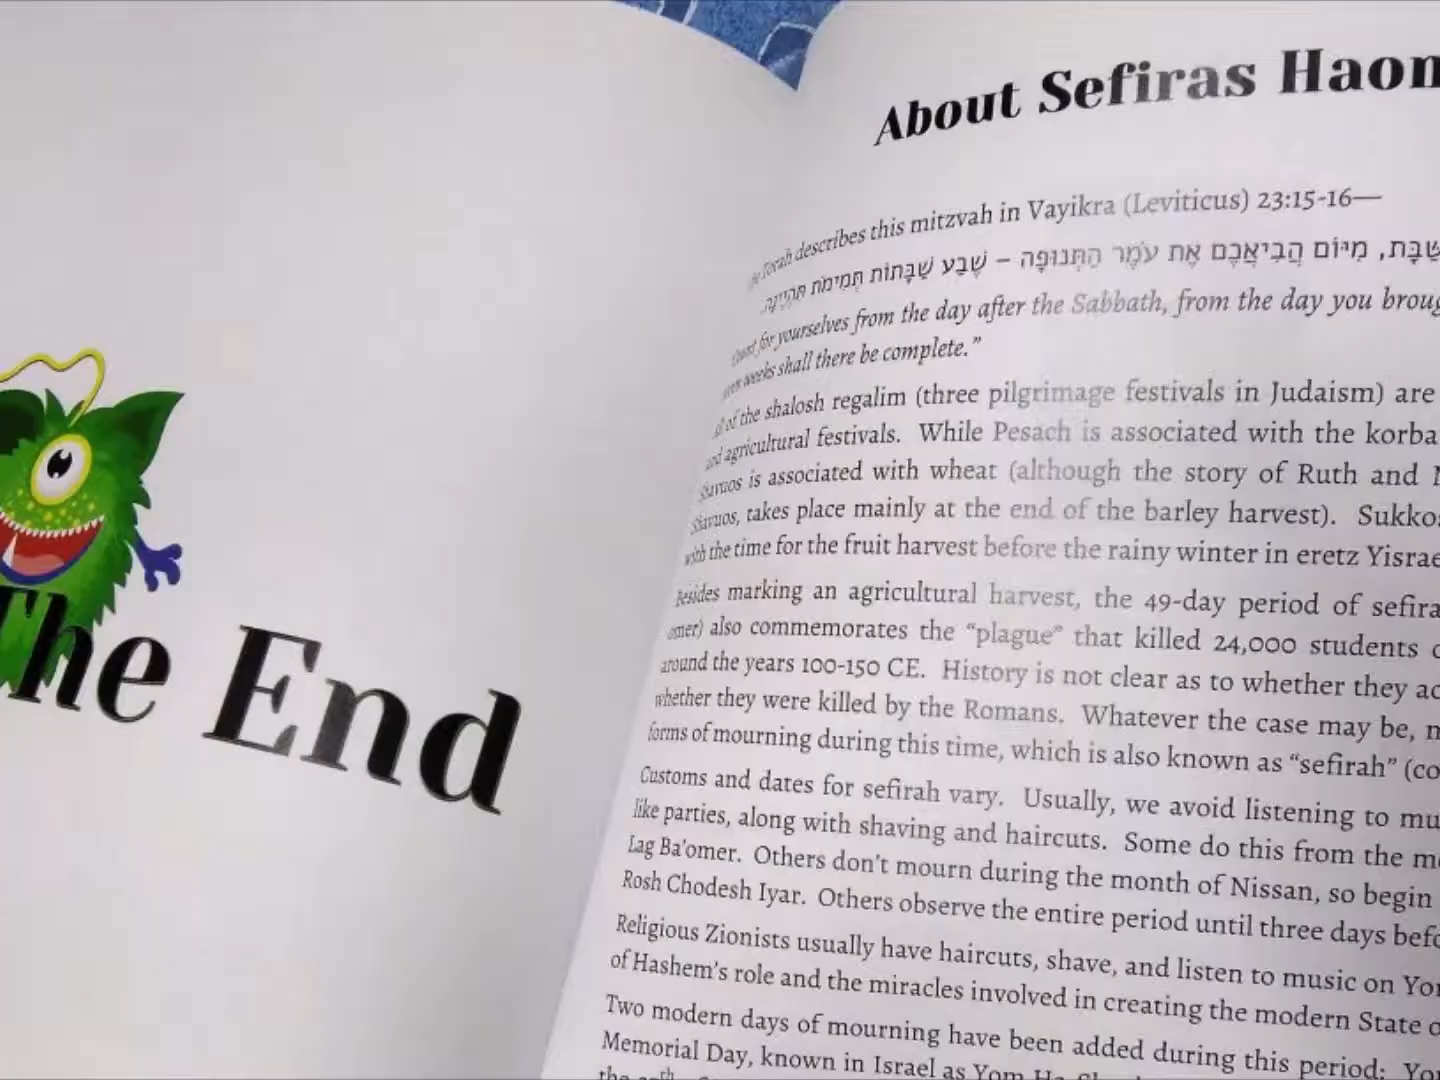 The End
About Sefiras Haom
Torah describes this mitzvah in Vayikra (Leviticus) 23:15-16—
מִיּוֹם הֲבִיאֲכֶם אֶת עֹמֶר הַתְּנוּפָה – שֶׁבַע שַׁבָּתוֹת תְּמִימֹת תִּהְיֶינָה
Count for yourselves from the day after the Sabbath, from the day you broug
weeks shall there be complete.”
of the shalosh regalim (three pilgrimage festivals in Judaism) are
and agricultural festivals. While Pesach is associated with the korba
Shavuos is associated with wheat (although the story of Ruth and
Shavuos, takes place mainly at the end of the barley harvest). Sukko
with the time for the fruit harvest before the rainy winter in eretz Yisrae
Besides marking an agricultural harvest, the 49-day period of sefira
omer) also commemorates the “plague” that killed 24,000 students
around the years 100-150 CE. History is not clear as to whether they ac
whether they were killed by the Romans. Whatever the case may be, m
forms of mourning during this time, which is also known as “sefirah” (co
Customs and dates for sefirah vary. Usually, we avoid listening to mu
like parties, along with shaving and haircuts. Some do this from the m
Lag Ba’omer. Others don’t mourn during the month of Nissan, so begin
Rosh Chodesh Iyar. Others observe the entire period until three days befo
Religious Zionists usually have haircuts, shave, and listen to music on Yo
of Hashem’s role and the miracles involved in creating the modern State o
Two modern days of mourning have been added during this period: Yo
Memorial Day, known in Israel as Yom Ha